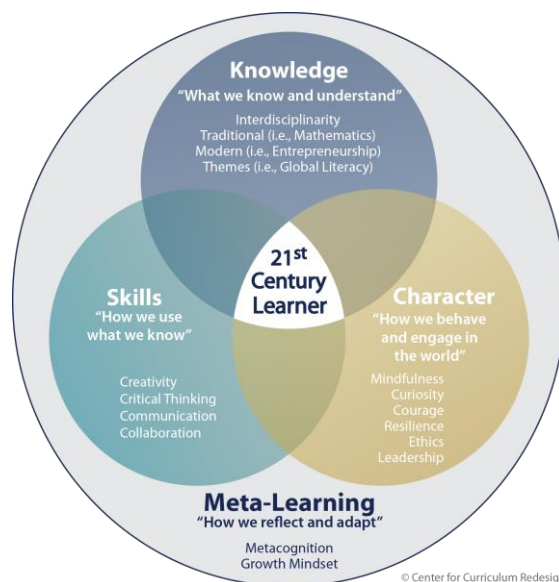 Knowledge
“What we know and understand”
Interdisciplinarity
Traditional (i.e., Mathematics)
Modern (i.e., Entrepreneurship)
Themes (i.e., Global Literacy)
21st
Century
Learner
Skills
“How we use
what we know”
Creativity
Critical Thinking
Communication
Collaboration
Character
“How we behave
and engage in
the world”
Mindfulness
Curiosity
Courage
Resilience
Ethics
Leadership
Meta-Learning
“How we reflect and adapt”
Metacognition
Growth Mindset
© Center for Curriculum Redesig